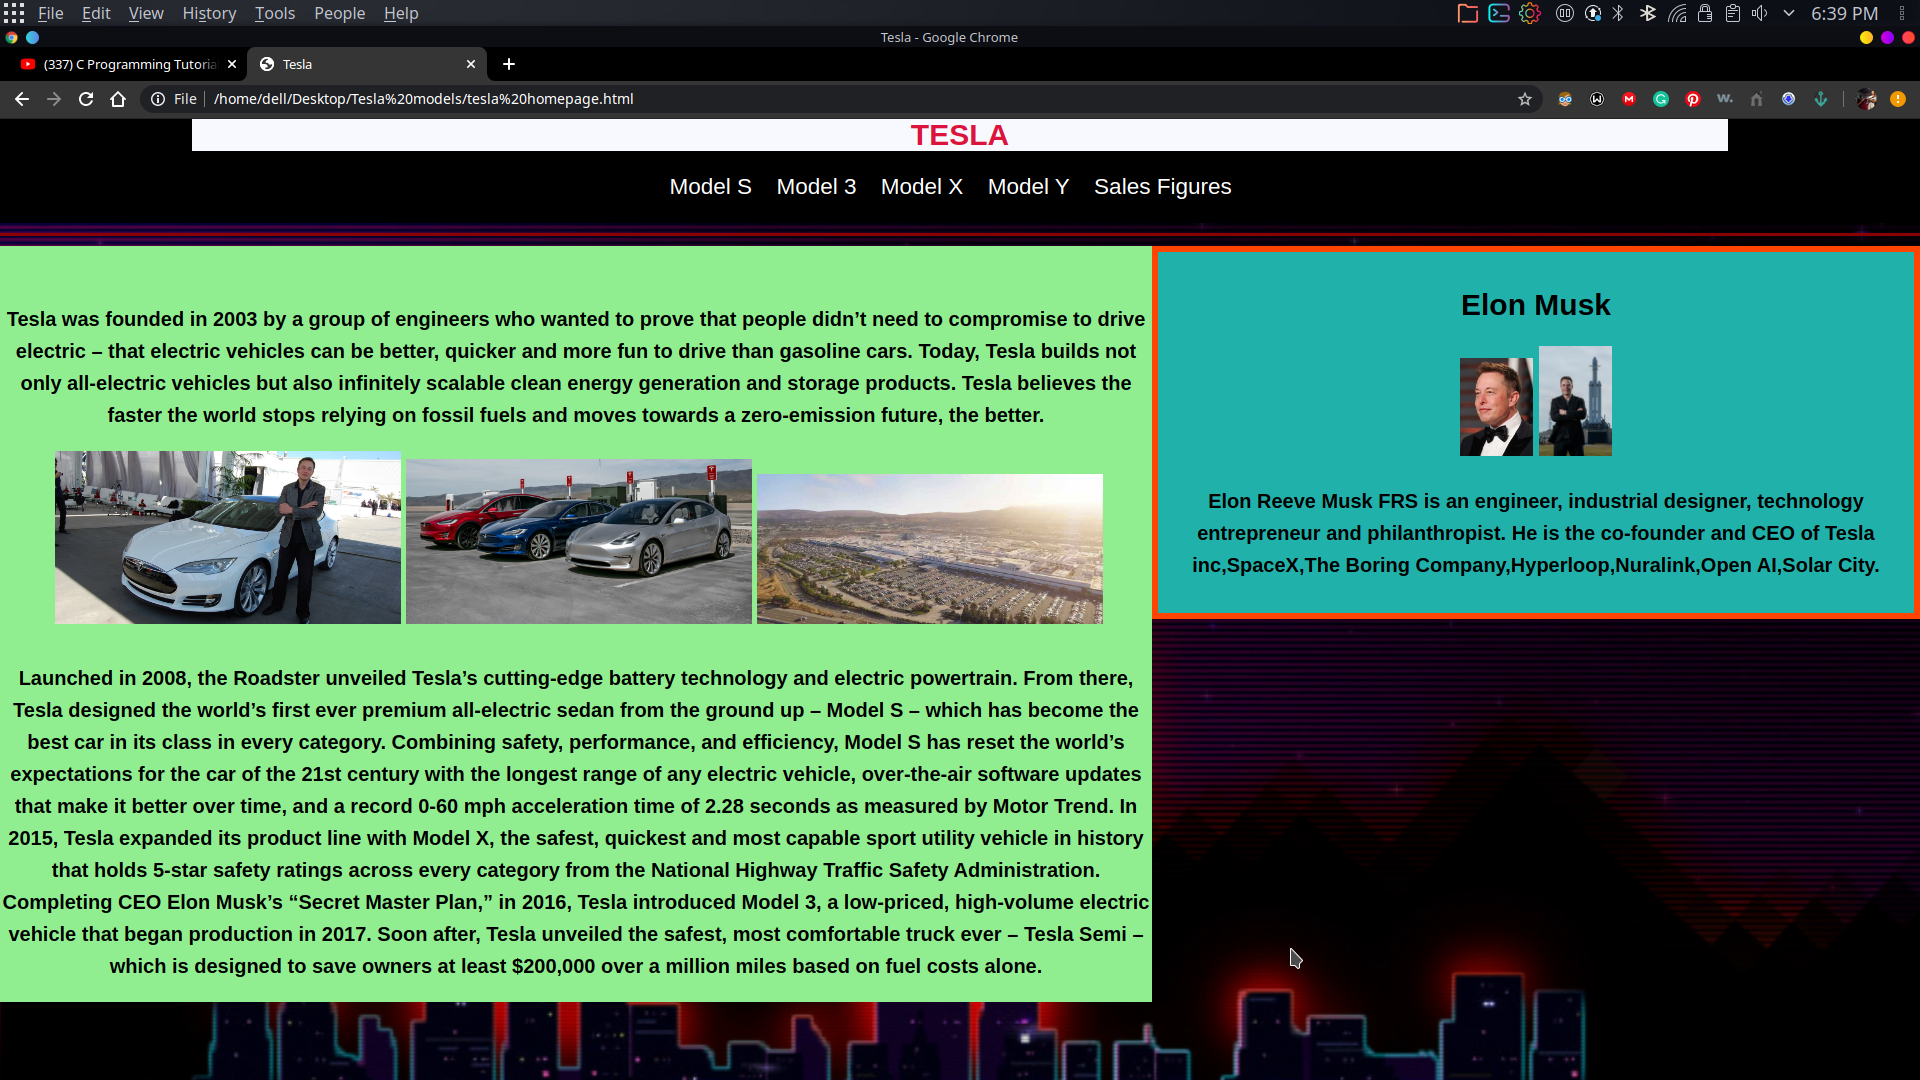 File Edit View History Tools People Help
6:39 PM
Tesla - Google Chrome
(337) C Programming Tutoria
Tesla
File
/home/dell/Desktop/Tesla%20models/tesla%20homepage.html
TESLA
Model S Model 3 Model X Model Y Sales Figures
Tesla was founded in 2003 by a group of engineers who wanted to prove that people didn’t need to compromise to drive
electric – that electric vehicles can be better, quicker and more fun to drive than gasoline cars. Today, Tesla builds not
only all-electric vehicles but also infinitely scalable clean energy generation and storage products. Tesla believes the
faster the world stops relying on fossil fuels and moves towards a zero-emission future, the better.
Launched in 2008, the Roadster unveiled Tesla’s cutting-edge battery technology and electric powertrain. From there,
Tesla designed the world’s first ever premium all-electric sedan from the ground up – Model S – which has become the
best car in its class in every category. Combining safety, performance, and efficiency, Model S has reset the world’s
expectations for the car of the 21st century with the longest range of any electric vehicle, over-the-air software updates
that make it better over time, and a record 0-60 mph acceleration time of 2.28 seconds as measured by Motor Trend. In
2015, Tesla expanded its product line with Model X, the safest, quickest and most capable sport utility vehicle in history
that holds 5-star safety ratings across every category from the National Highway Traffic Safety Administration.
Completing CEO Elon Musk’s “Secret Master Plan,” in 2016, Tesla introduced Model 3, a low-priced, high-volume electric
vehicle that began production in 2017. Soon after, Tesla unveiled the safest, most comfortable truck ever – Tesla Semi –
which is designed to save owners at least $200,000 over a million miles based on fuel costs alone.
Elon Musk
Elon Reeve Musk FRS is an engineer, industrial designer, technology
entrepreneur and philanthropist. He is the co-founder and CEO of Tesla
inc,SpaceX,The Boring Company,Hyperloop,Nuralink,Open AI,Solar City.